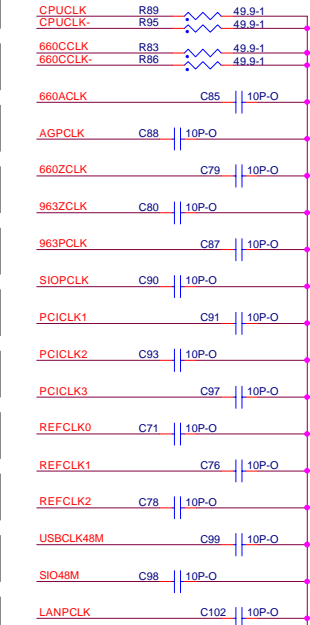 CPUCLK R89 49.9-1
CPUCLK- R95 49.9-1
660CCLK R83 49.9-1
660CCLK- R86 49.9-1
660ACLK C85 10P-O
AGPCLK C88 10P-O
660ZCLK C79 10P-O
963ZCLK C80 10P-O
963PCLK C87 10P-O
SIOPCLK C90 10P-O
PCICLK1 C91 10P-O
PCICLK2 C93 10P-O
PCICLK3 C97 10P-O
REFCLK0 C71 10P-O
REFCLK1 C76 10P-O
REFCLK2 C78 10P-O
USBCLK48M C99 10P-O
SIO48M C98 10P-O
LANPCLK C102 10P-O